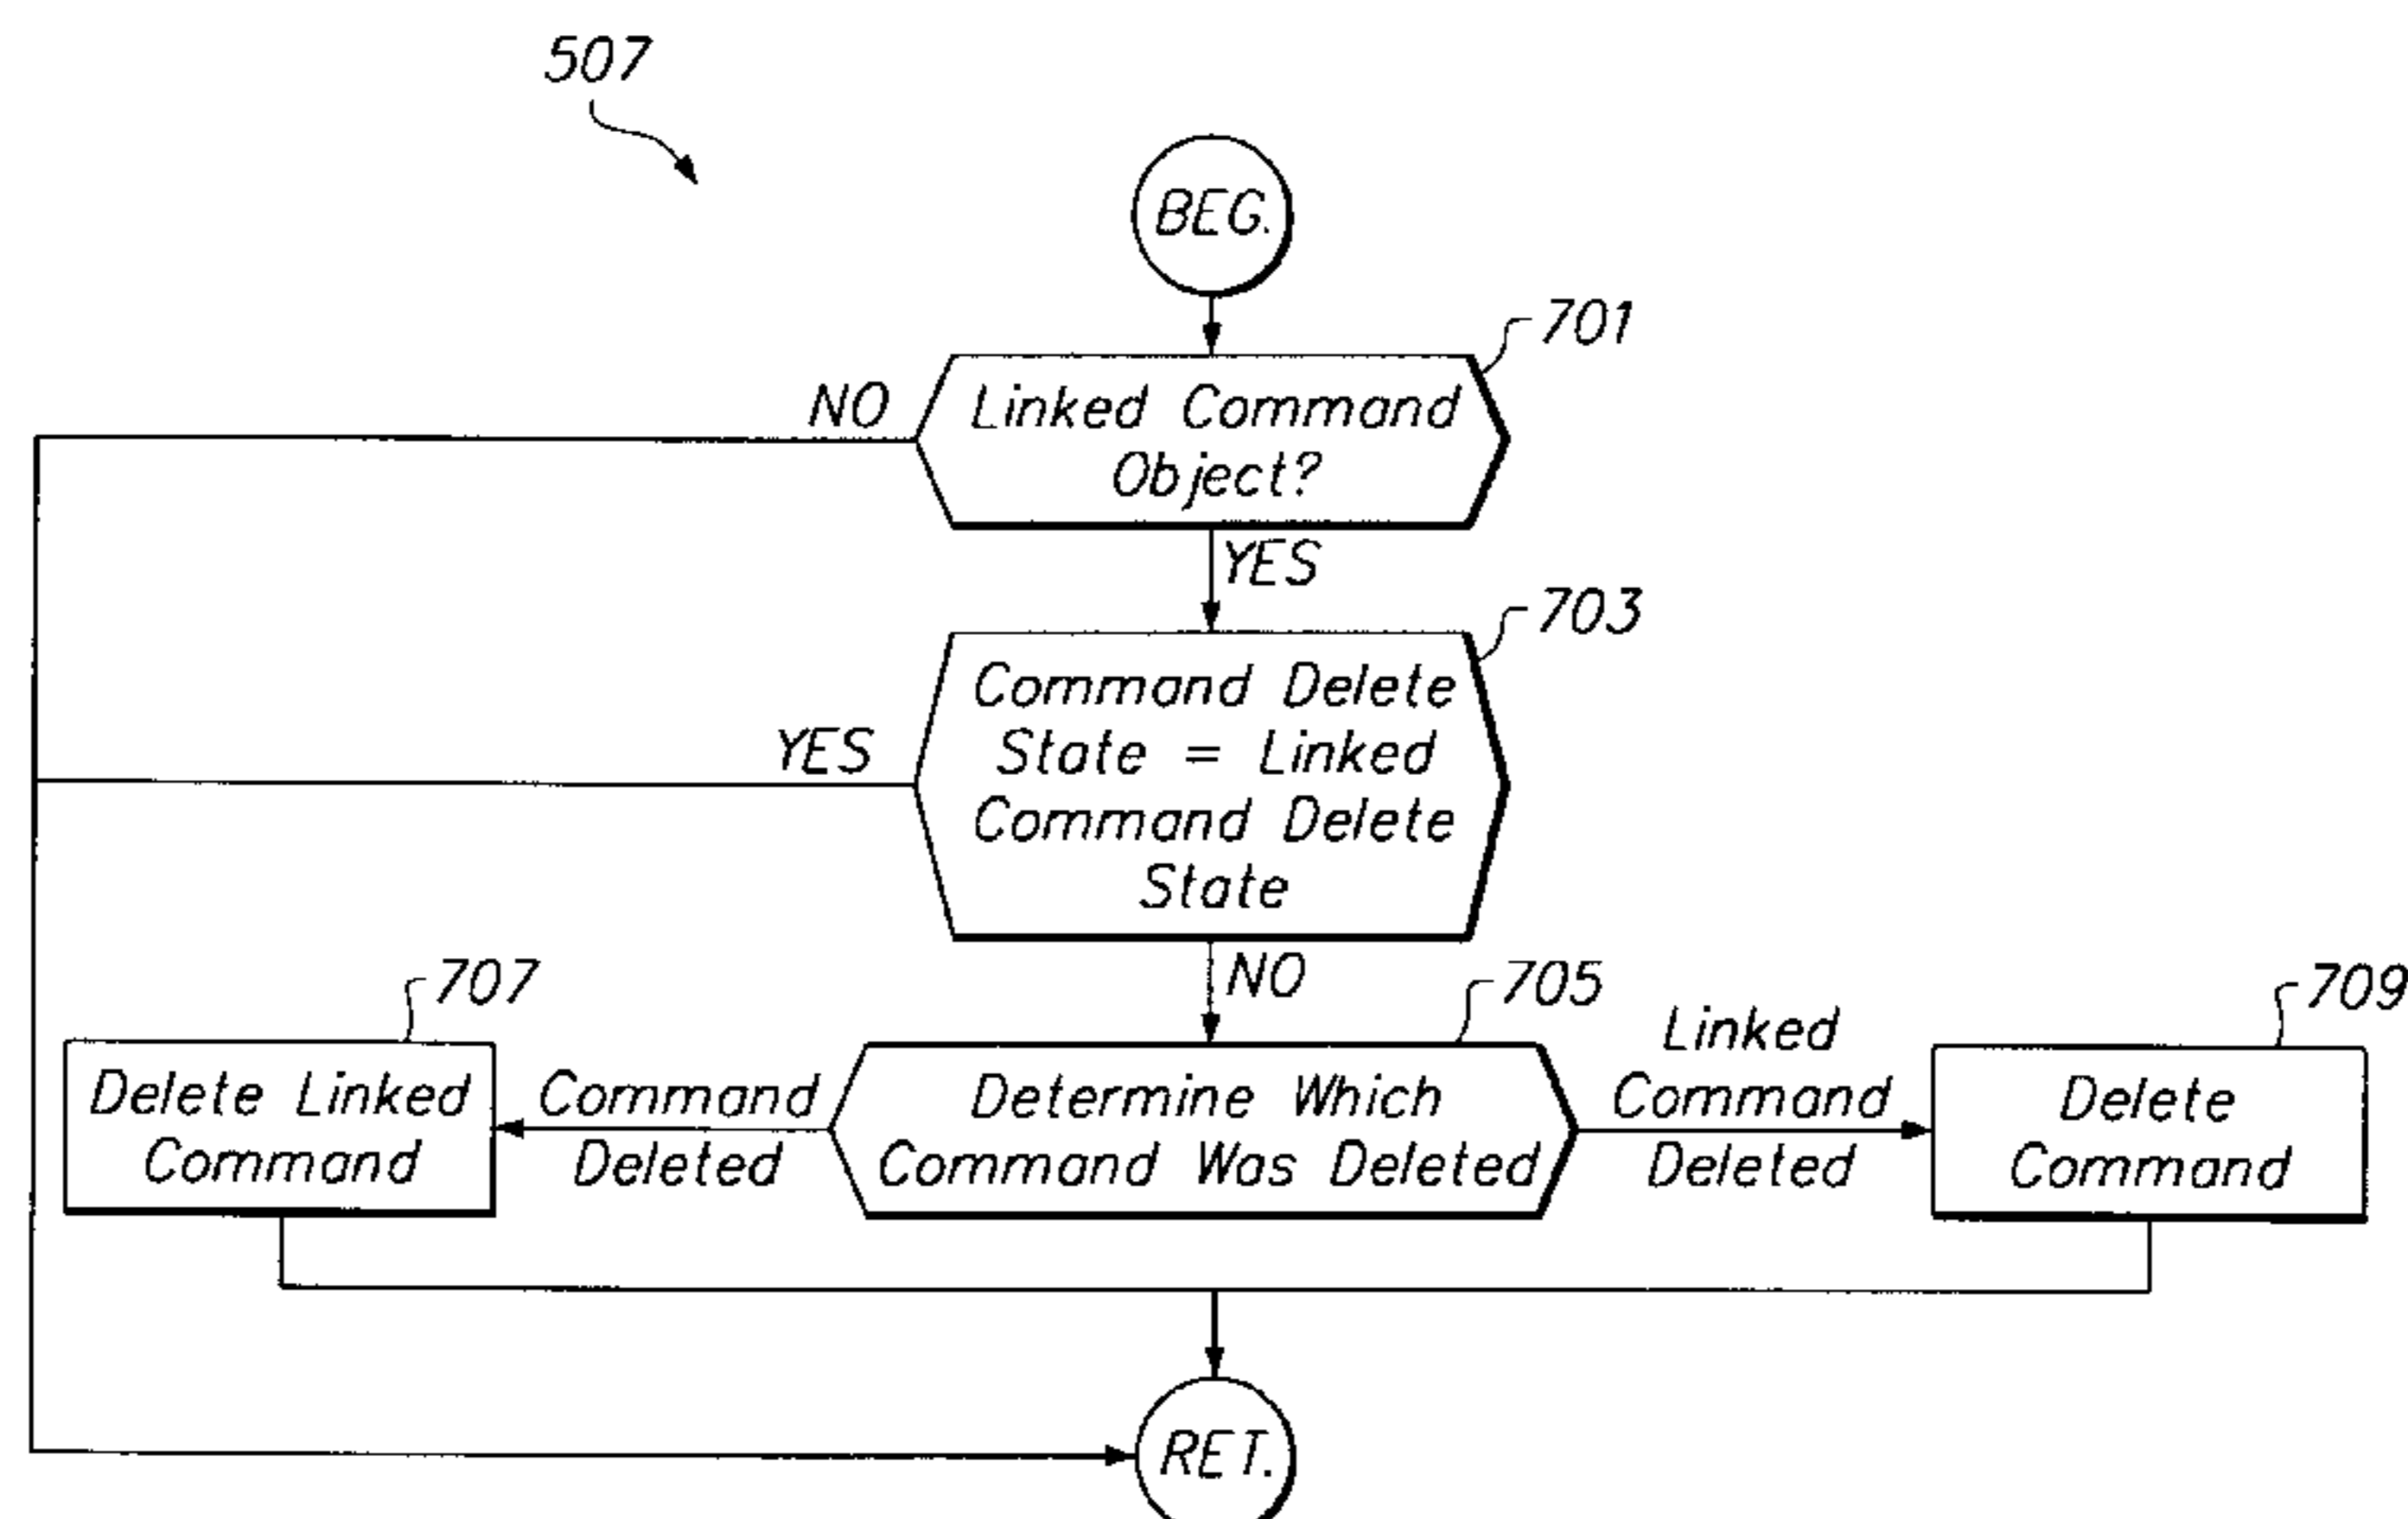 507
BEG.
701
NO
Linked Command
Object?
YES
703
Command Delete
State = Linked
Command Delete
State
YES
NO
707
705
709
Delete Linked
Command
Command
Deleted
Determine Which
Command Was Deleted
Linked
Command
Deleted
Delete
Command
RET.